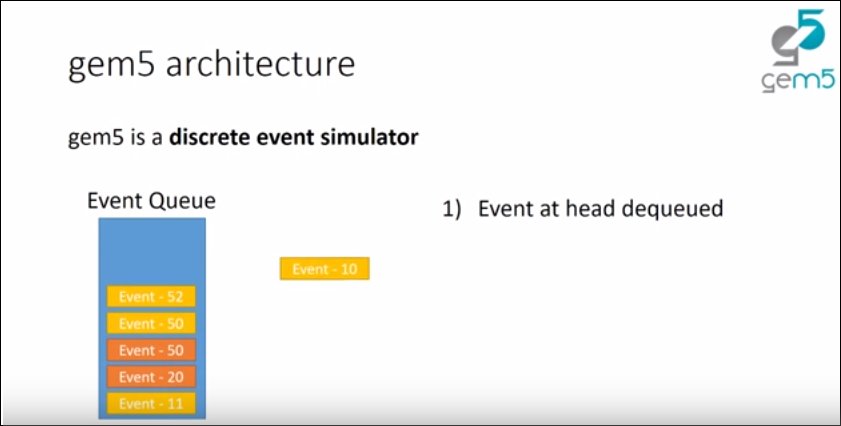 gem5 architecture
gem5
gem5 is a discrete event simulator
Event Queue
1) Event at head dequeued
Event - 10
Event - 52
Event - 50
Event - 50
Event - 20
Event - 11